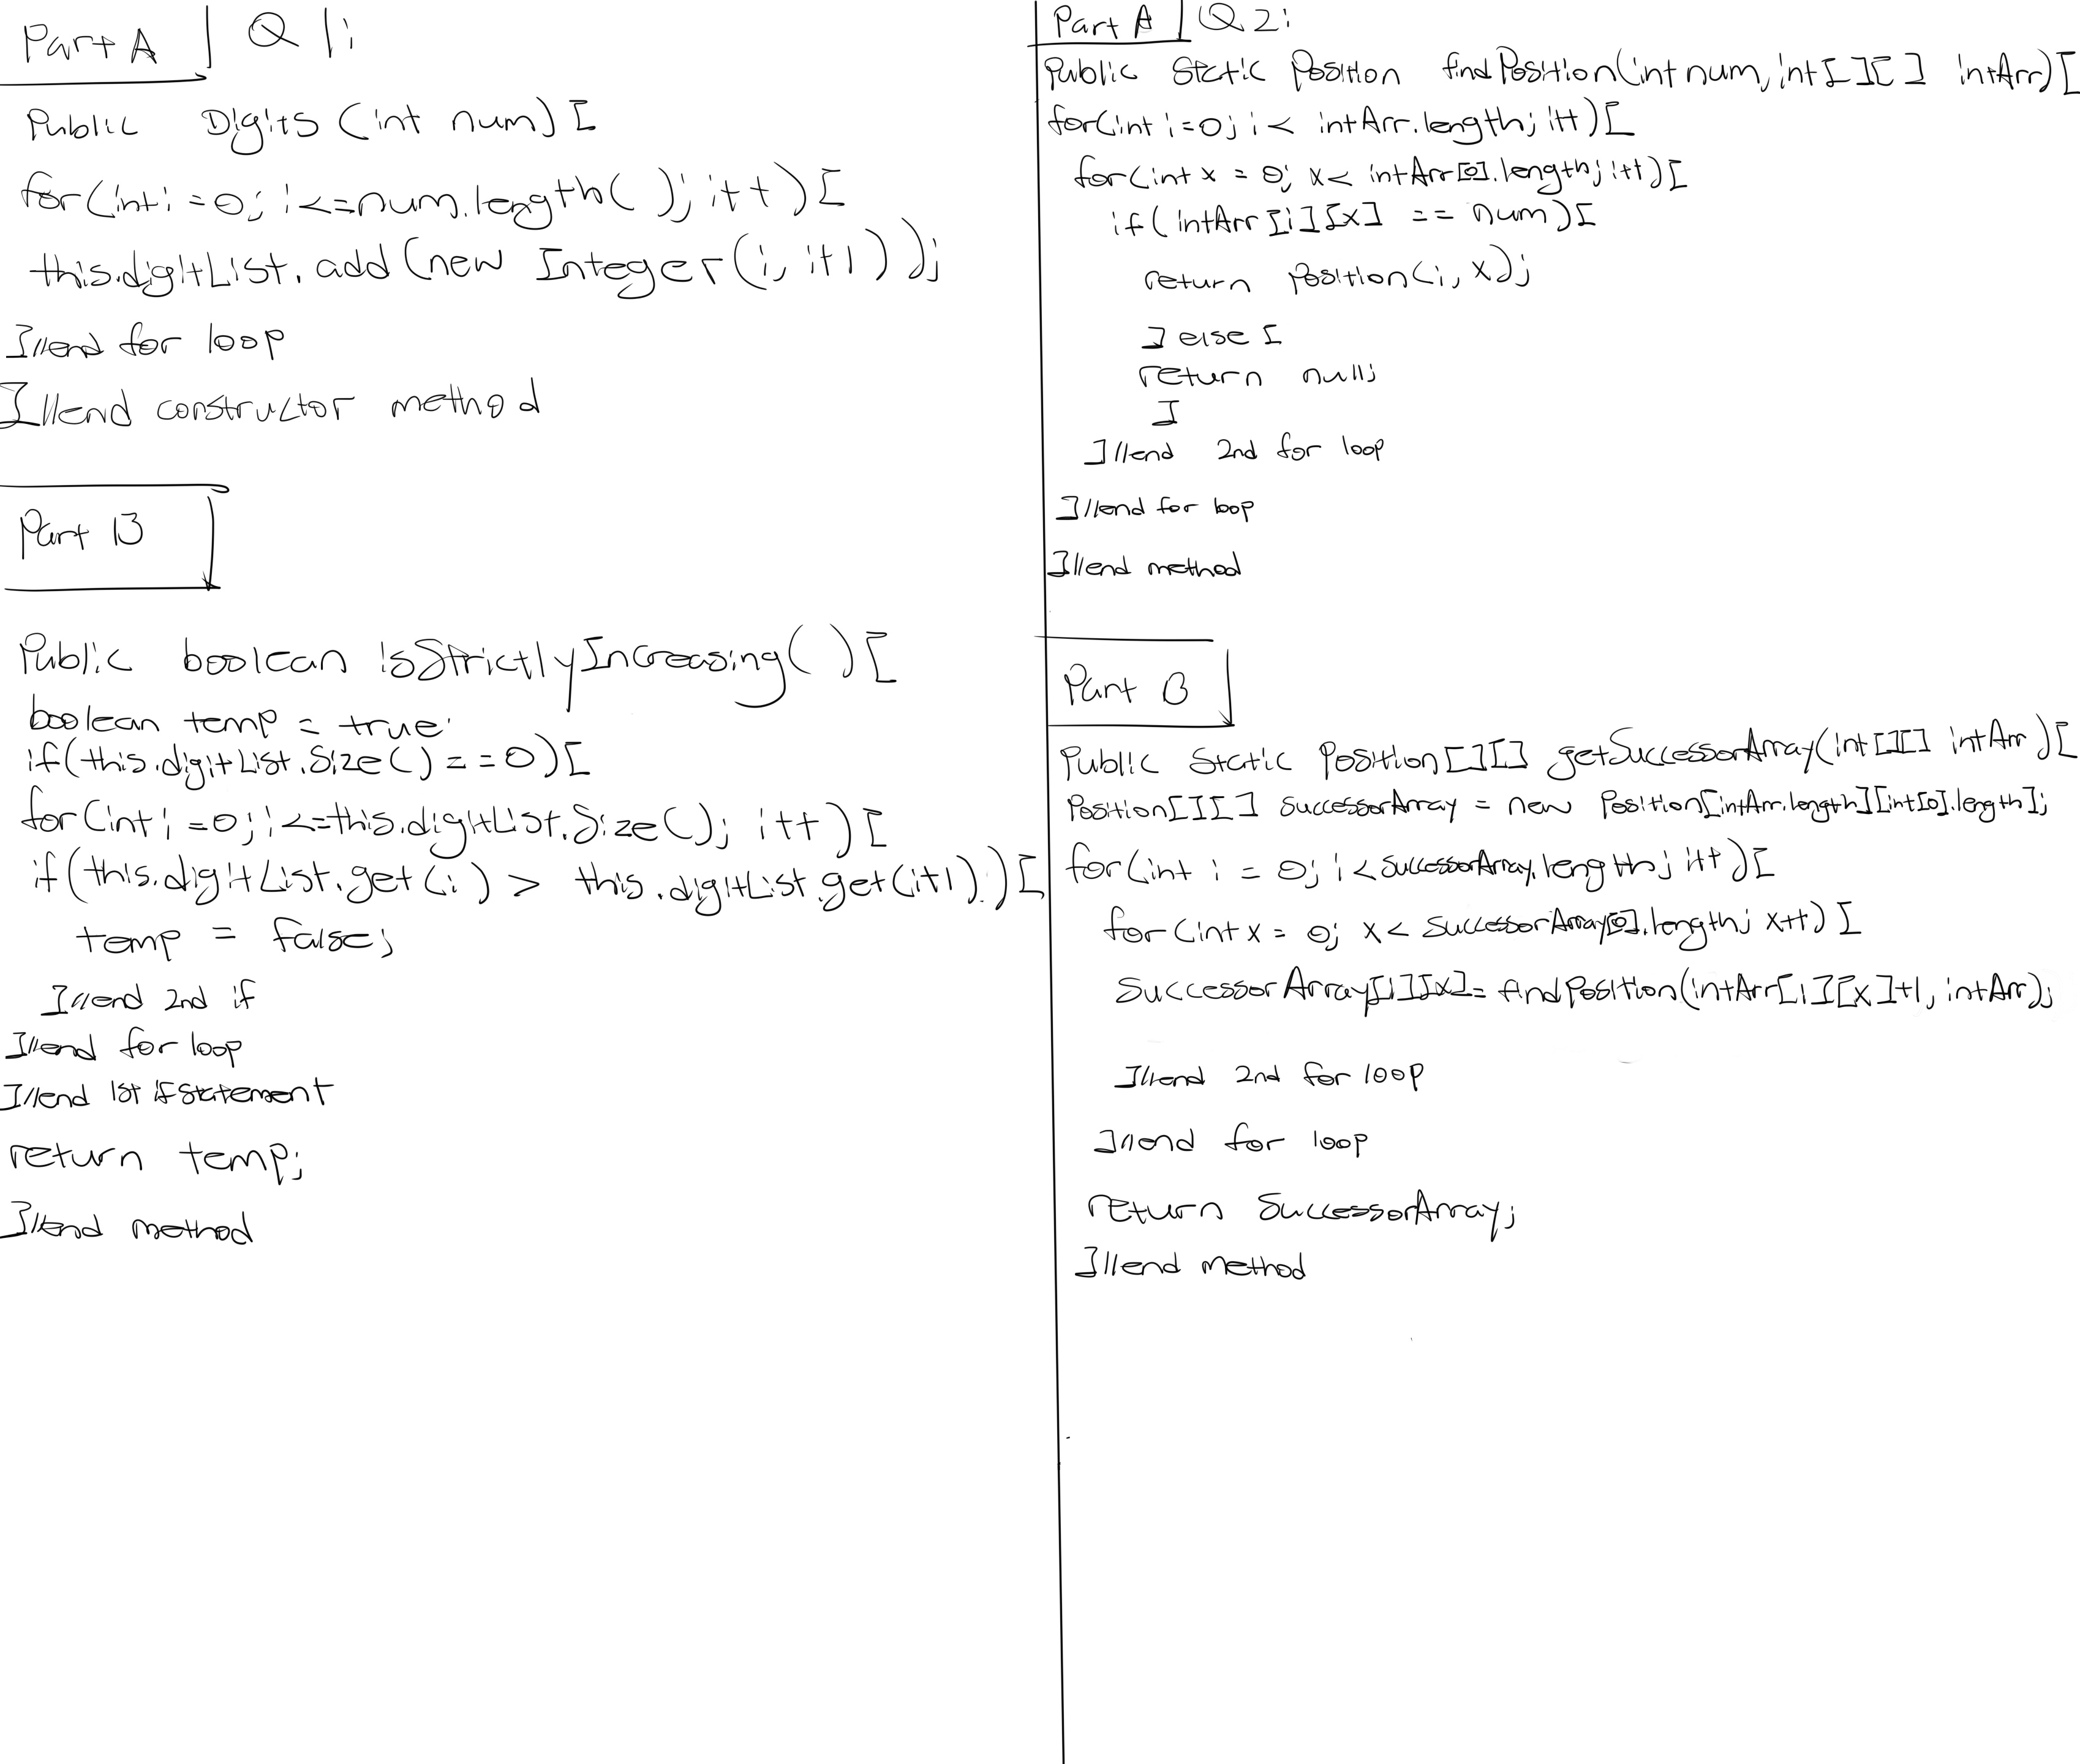 Part A Q1:
Public Digits (int num) [
for(int i = 0; i <= num.length( ); i++) [
this.digitList.add(new Integer(i, i+1));
]//end for loop
]//end constructor method
Part B
Public boolean isStrictlyIncreasing( ) [
boolean temp = true;
if(this.digitList.Size() == 0) [
for(int i = 0; i <= this.digitList.Size(); i++) [
if(this.digitList.get(i) > this.digitList.get(i+1).) [
temp = false;
]//end 2nd if
]//end for loop
]//end 1st if statement
return temp;
]//end method
Part A Q2:
Public Static Position findPosition(int num, int[][] intArr) [
for(int i=0; i < intArr.length; i++) [
for(int x = 0; x < intArr[0].length; i++) [
if(intArr[i][x] == num) [
return Position(i, x);
] else [
return null;
]
]//end 2nd for loop
]//end for loop
]//end method
Part B
Public Static Position[][] getSuccessorArray(int[][] intArr) [
Position[][] SuccessorArray = new Position[intArr.length][int[0].length];
for(int i = 0; i < SuccessorArray.length; i++) [
for(int x = 0; x < SuccessorArray[0].length; x++) [
SuccessorArray[i][x] = findPosition(intArr[i][x]+1, intArr);
]//end 2nd for loop
]//end for loop
return SuccessorArray;
]//end method